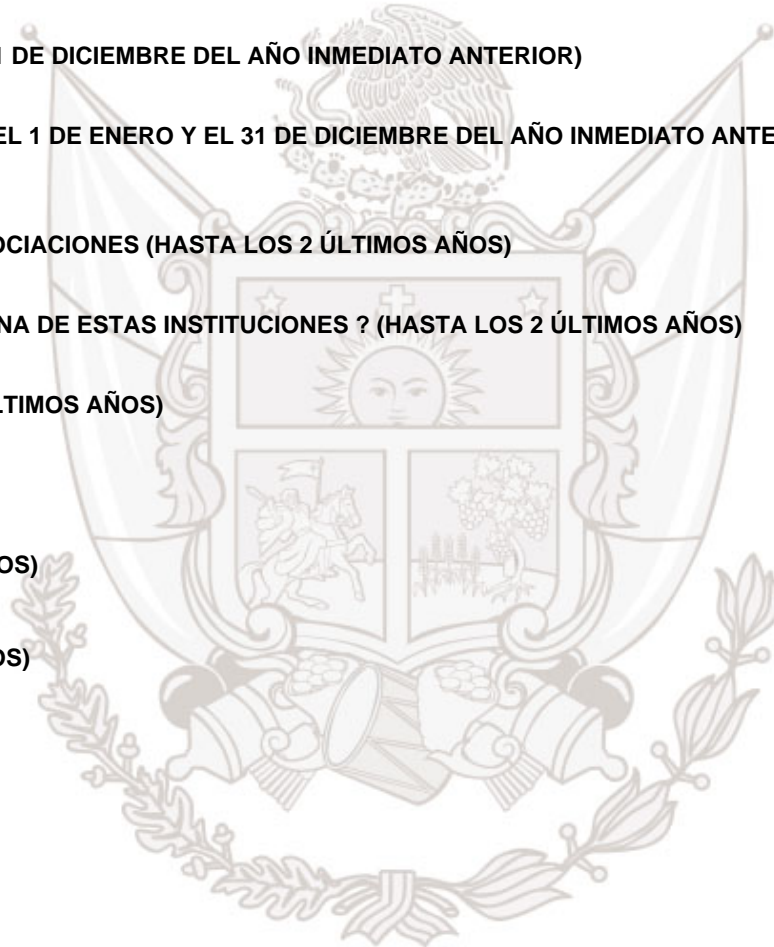 DE DICIEMBRE DEL AÑO INMEDIATO ANTERIOR)
EL 1 DE ENERO Y EL 31 DE DICIEMBRE DEL AÑO INMEDIATO ANTE
OCIACIONES (HASTA LOS 2 ÚLTIMOS AÑOS)
NA DE ESTAS INSTITUCIONES ? (HASTA LOS 2 ÚLTIMOS AÑOS)
LTIMOS AÑOS)
OS)
OS)